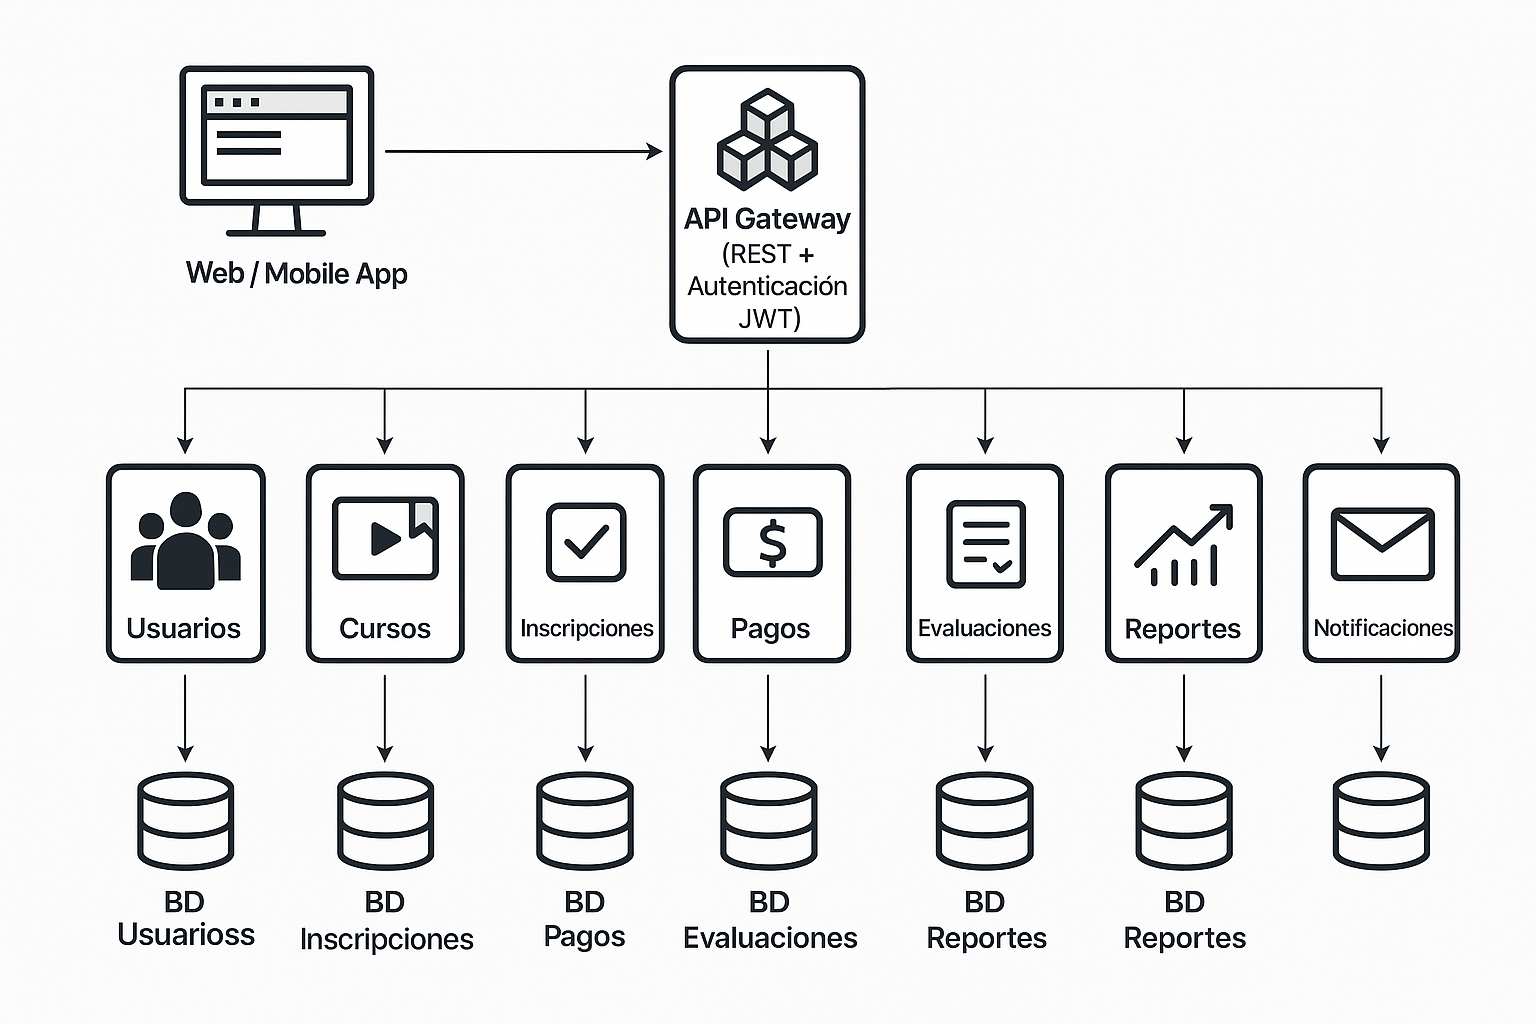 Web / Mobile App
API Gateway
(REST +
Autenticación
JWT)
Usuarios
Cursos
Inscripciones
Pagos
Evaluaciones
Reportes
Notificaciones
BD
Usuarioss
BD
Inscripciones
BD
Pagos
BD
Evaluaciones
BD
Reportes
BD
Reportes